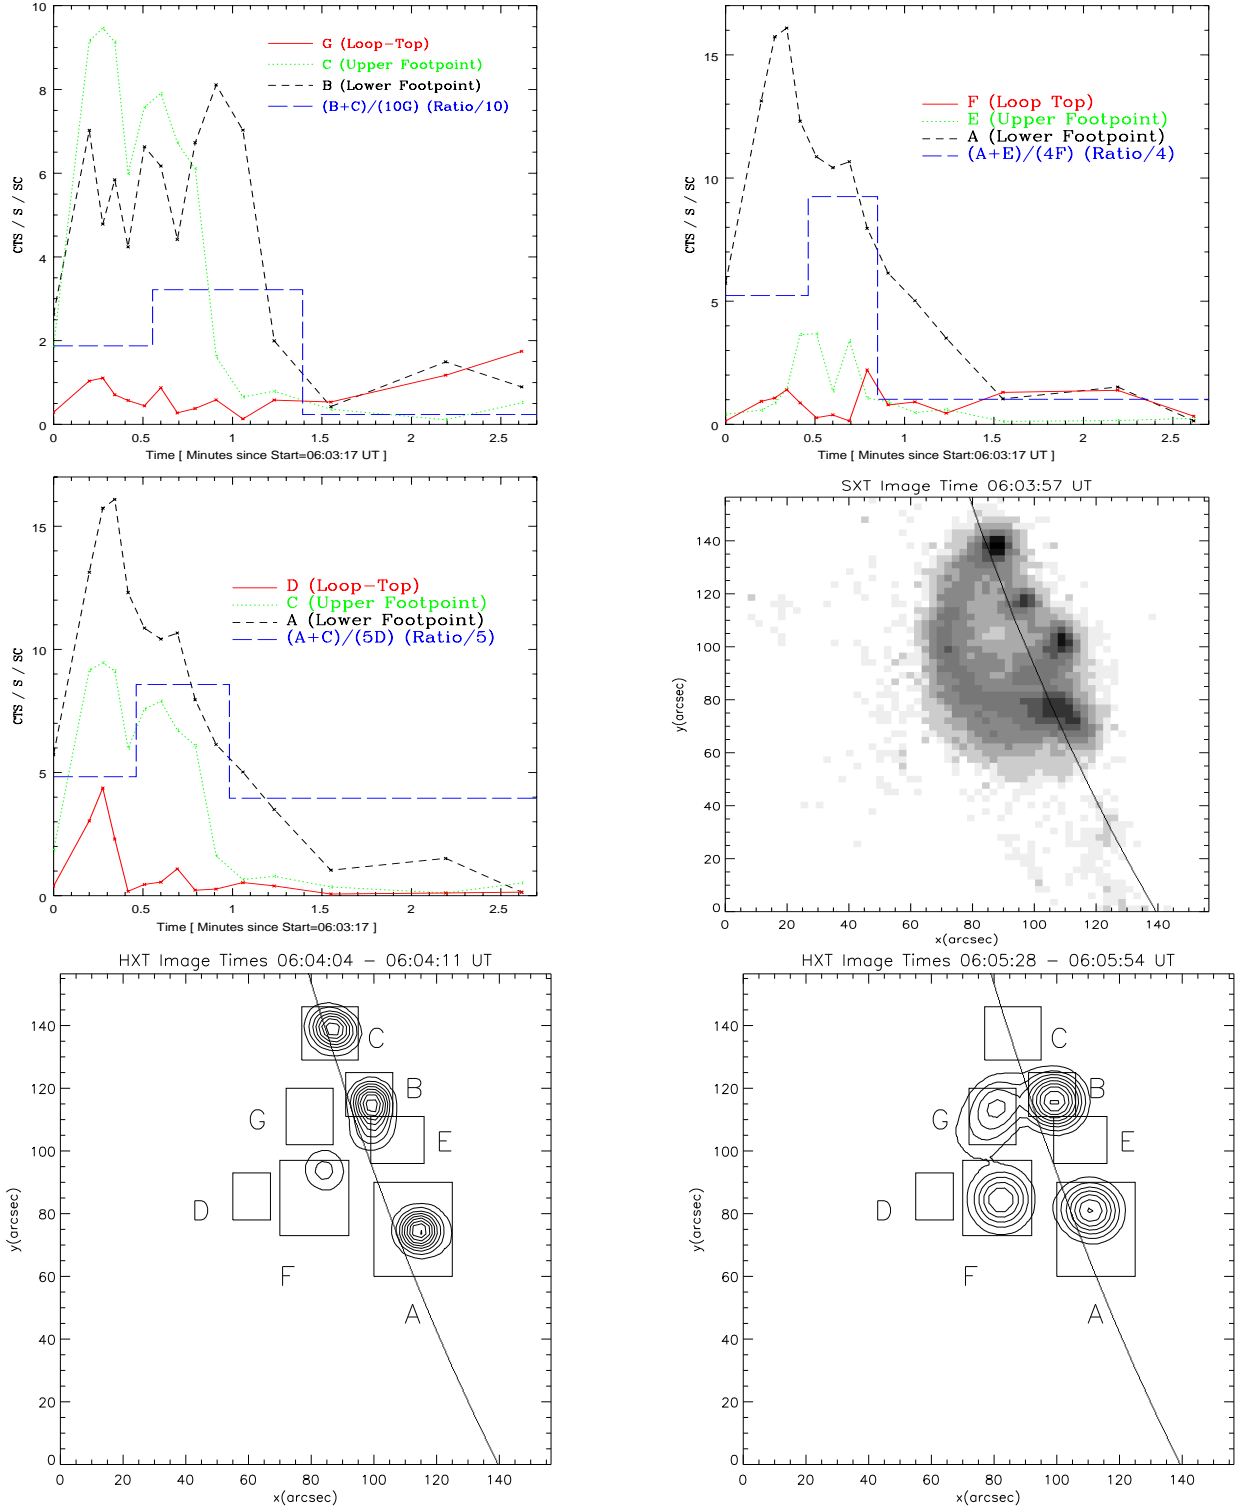 G (Loop-Top)
C (Upper Footpoint)
B (Lower Footpoint)
(B+C)/(10G) (Ratio/10)
CTS / S / SC
10
8
6
4
2
0
0 0.5 1 1.5 2 2.5
Time [ Minutes since Start=06:03:17 UT ]
F (Loop Top)
E (Upper Footpoint)
A (Lower Footpoint)
(A+E)/(4F) (Ratio/4)
CTS / S / SC
15
10
5
0
0 0.5 1 1.5 2 2.5
Time [ Minutes since Start:06:03:17 UT ]
D (Loop-Top)
C (Upper Footpoint)
A (Lower Footpoint)
(A+C)/(5D) (Ratio/5)
CTS / S / SC
15
10
5
0
0 0.5 1 1.5 2 2.5
Time [ Minutes since Start=06:03:17 ]
SXT Image Time 06:03:57 UT
y(arcsec)
140
120
100
80
60
40
20
0
0 20 40 60 80 100 120 140
x(arcsec)
HXT Image Times 06:04:04 - 06:04:11 UT
y(arcsec)
140
120
100
80
60
40
20
0
C
B
G
E
D
F
A
0 20 40 60 80 100 120 140
x(arcsec)
HXT Image Times 06:05:28 - 06:05:54 UT
y(arcsec)
140
120
100
80
60
40
20
0
C
B
G
E
D
F
A
0 20 40 60 80 100 120 140
x(arcsec)